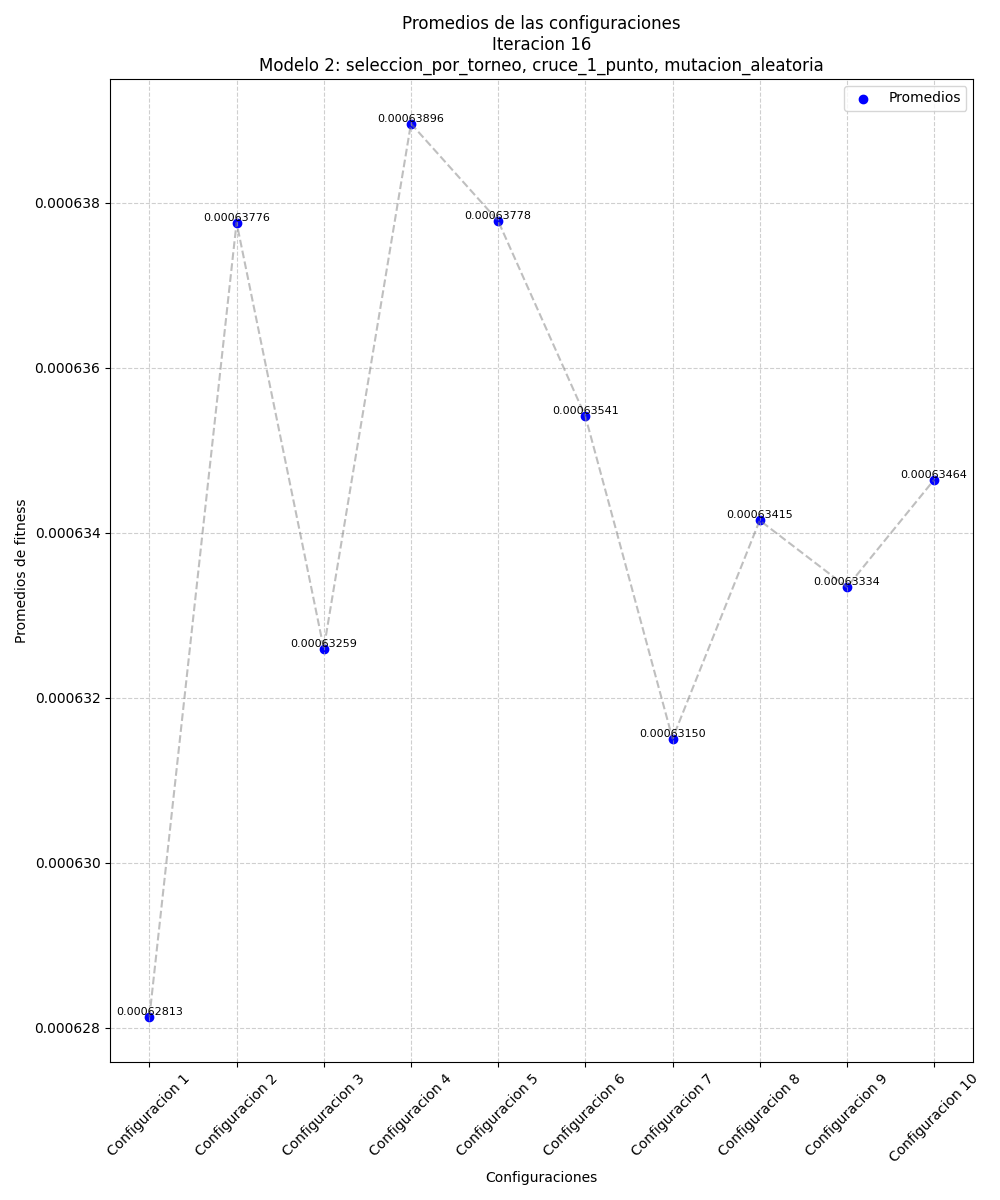 Promedios de las configuraciones
Iteracion 16
Modelo 2: seleccion_por_torneo, cruce_1_punto, mutacion_aleatoria
Promedios
0.00063896
0.00063776
0.00063778
0.00063541
0.00063464
0.00063415
0.00063334
0.00063259
0.00063150
0.00062813
0.000638
0.000636
0.000634
0.000632
0.000630
0.000628
Promedios de fitness
Configuracion 1
Configuracion 2
Configuracion 3
Configuracion 4
Configuracion 5
Configuracion 6
Configuracion 7
Configuracion 8
Configuracion 9
Configuracion 10
Configuraciones